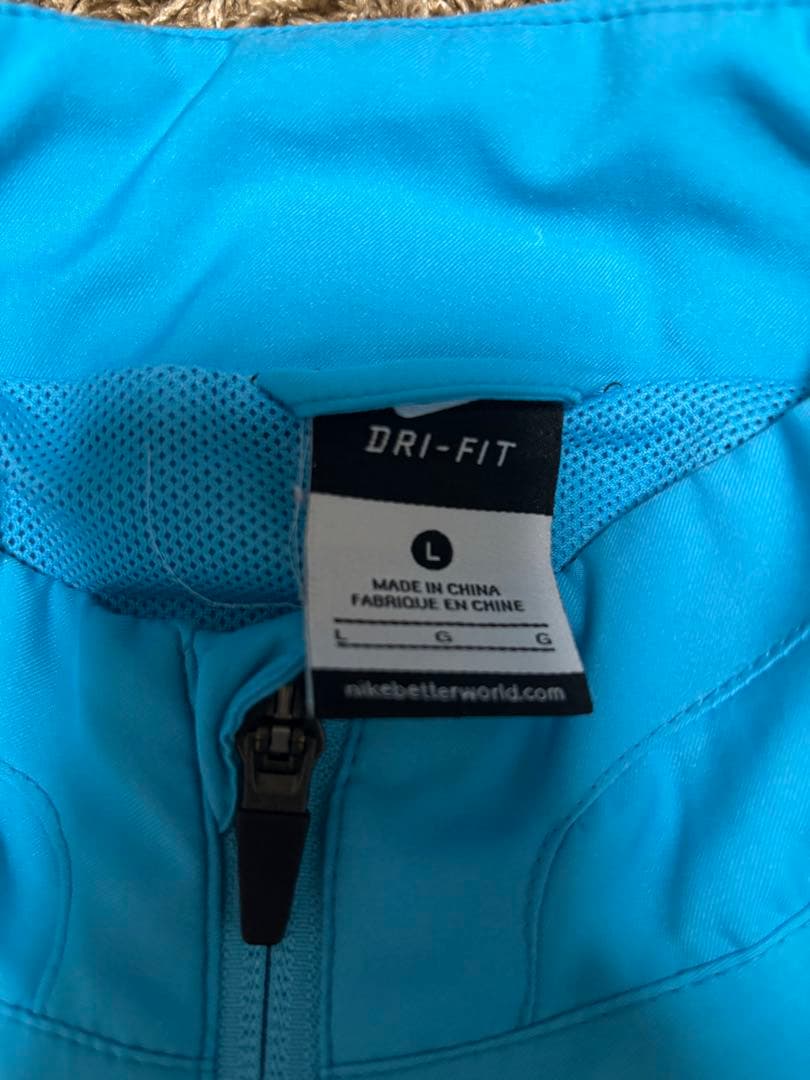 DRI-FIT
L
MADE IN CHINA
FABRIQUE EN CHINE
L G G
nikebetterworld.com